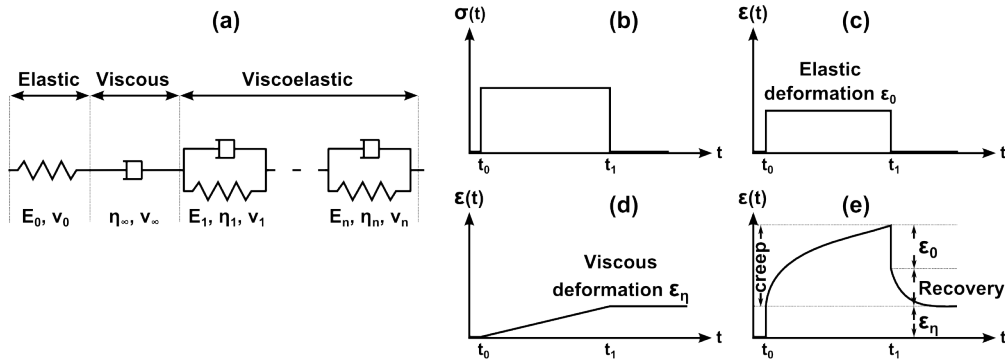 (a)
Elastic Viscous Viscoelastic
E₀, ν₀ η∞, ν∞ E₁, η₁, ν₁ Eₙ, ηₙ, νₙ
σ(t) (b)
t₀ t₁ t
ε(t) (c)
Elastic
deformation ε₀
t₀ t₁ t
ε(t) (d)
Viscous
deformation εη
t₀ t₁ t
ε(t) (e)
creep
ε₀
Recovery
εη
t₀ t₁ t